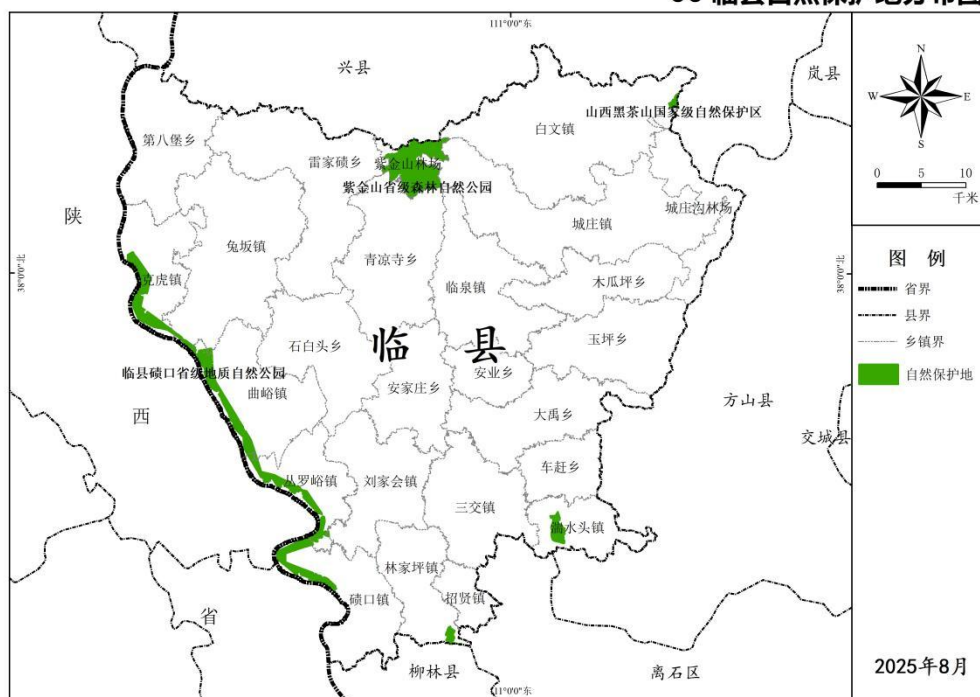 临县自然保护地分布图
111°0'0"东
兴县
岚县
N
W
E
S
0
5
10
千米
山西黑茶山国家级自然保护区
白文镇
第八堡乡
雷家碛乡
紫金山林场
紫金山省级森林自然公园
城庄沟林场
陕
城庄镇
兔坂镇
青凉寺乡
38°0'0"北
克虎镇
临泉镇
木瓜坪乡
38°0'0"北
图 例
省界
县界
乡镇界
自然保护地
石白头乡
临 县
玉坪乡
临县碛口省级地质自然公园
曲峪镇
安家庄乡
安业乡
西
大禹乡
方山县
交城县
车赶乡
丛罗峪镇
刘家会镇
三交镇
湍水头镇
林家坪镇
碛口镇
招贤镇
省
柳林县
离石区
111°0'0"东
2025年8月